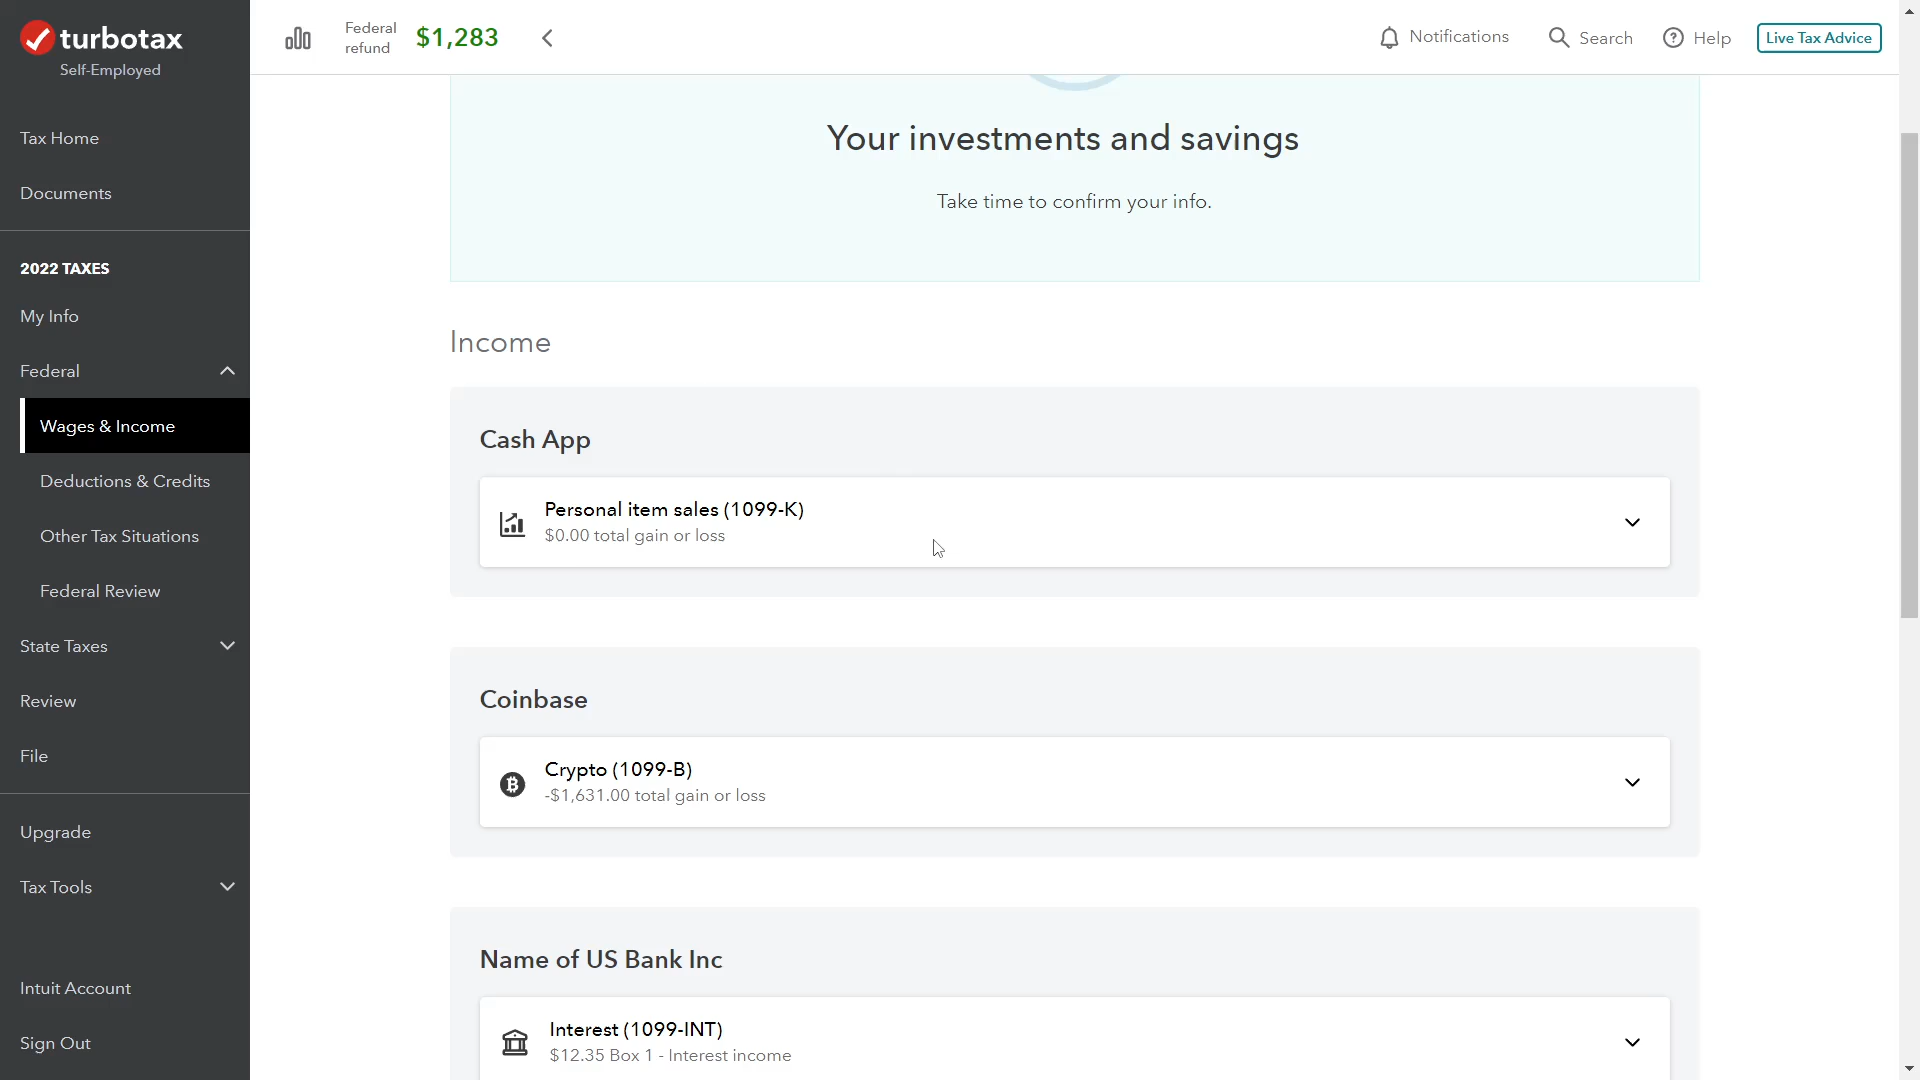 turbotax
Self-Employed
Tax Home
Documents
2022 TAXES
My Info
Federal
Wages & Income
Deductions & Credits
Other Tax Situations
Federal Review
State Taxes
Review
File
Upgrade
Tax Tools
Intuit Account
Sign Out
Federal
refund
$1,283
Notifications
Search
Help
Live Tax Advice
Your investments and savings
Take time to confirm your info.
Income
Cash App
Personal item sales (1099-K)
$0.00 total gain or loss
Coinbase
Crypto (1099-B)
-$1,631.00 total gain or loss
Name of US Bank Inc
Interest (1099-INT)
$12.35 Box 1 - Interest income